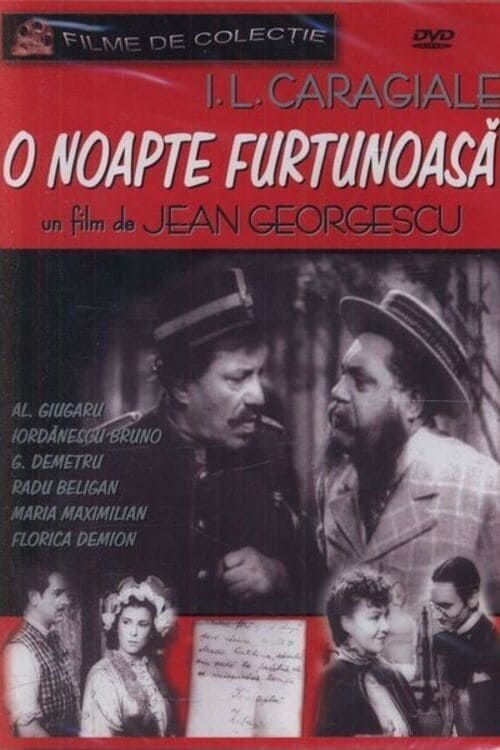 FILME DE COLECȚIE
DVD
VIDEO
I.L. CARAGIALE
O NOAPTE FURTUNOASĂ
un film de JEAN GEORGESCU
AL. GIUGARU
IORDĂNESCU BRUNO
G. DEMETRU
RADU BELIGAN
MARIA MAXIMILIAN
FLORICA DEMION